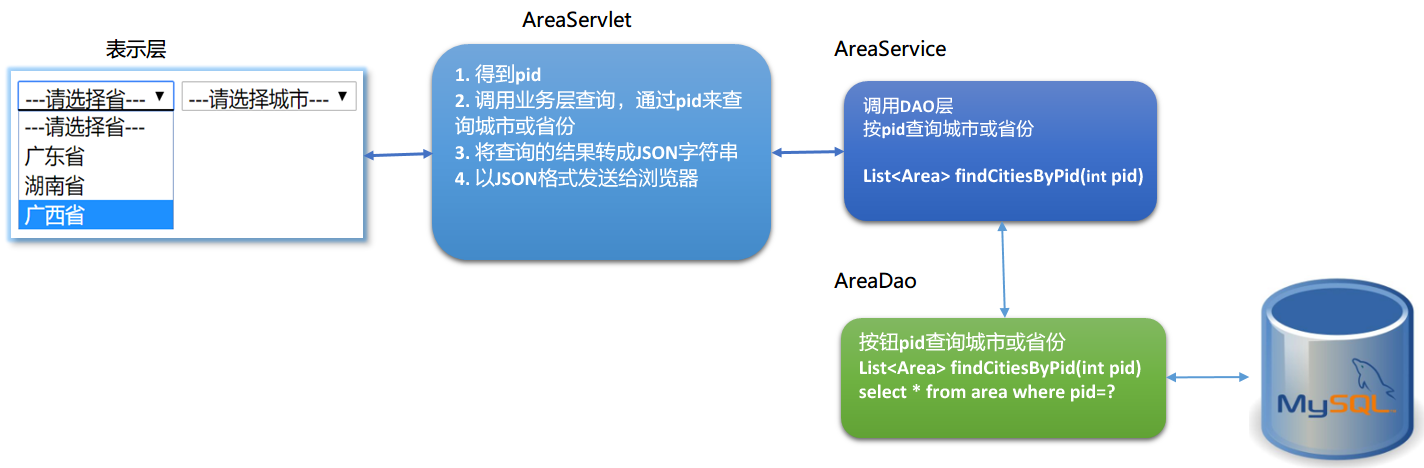 表示层
---请选择省---
---请选择城市---
---请选择省---
广东省
湖南省
广西省
AreaServlet
1. 得到pid
2. 调用业务层查询，通过pid来查
询城市或省份
3. 将查询的结果转成JSON字符串
4. 以JSON格式发送给浏览器
AreaService
调用DAO层
按pid查询城市或省份
List<Area> findCitiesByPid(int pid)
AreaDao
按钮pid查询城市或省份
List<Area> findCitiesByPid(int pid)
select * from area where pid=?
MySQL